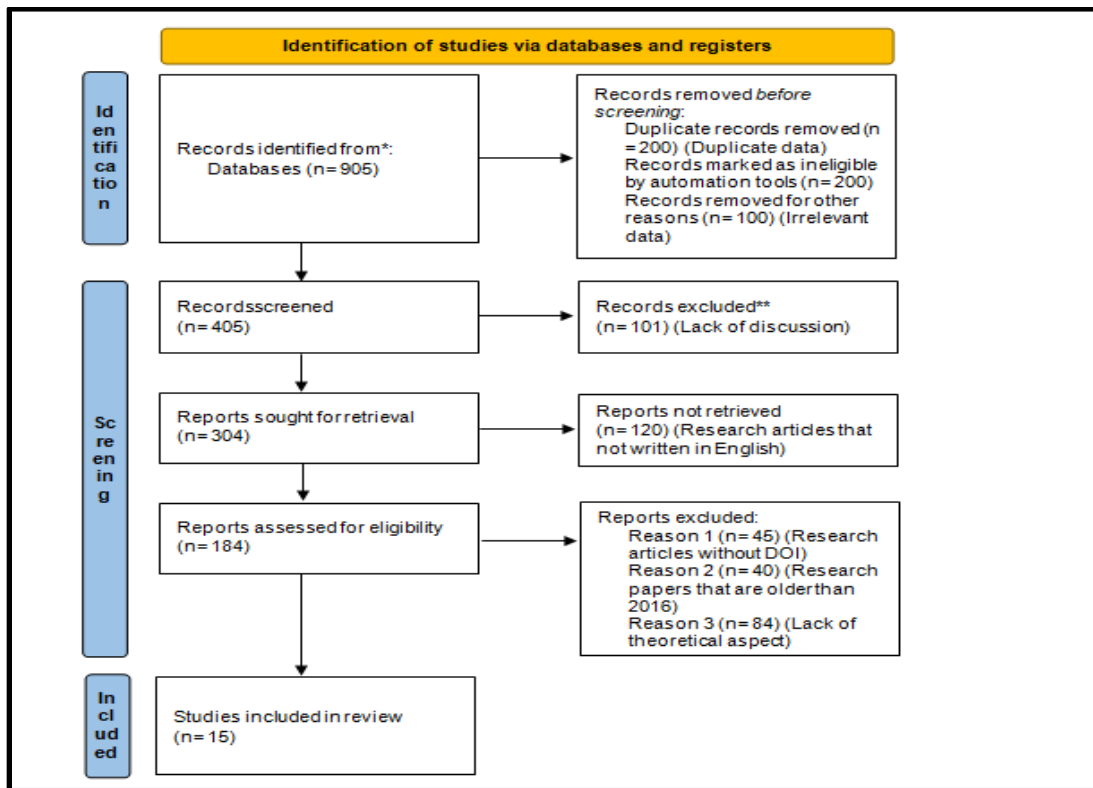 Identification of studies via databases and registers
Id
en
tifi
ca
tio
n
Records identified from*:
Databases (n= 905)
Records removed before
screening:
Duplicate records removed (n
= 200) (Duplicate data)
Records marked as ineligible
by automation tools (n= 200)
Records removed for other
reasons (n= 100) (Irrelevant
data)
Sc
re
en
in
g
Recordsscreened
(n= 405)
Records excluded**
(n= 101) (Lack of discussion)
Reports sought for retrieval
(n= 304)
Reports not retrieved
(n= 120) (Research articles that
not written in English)
Reports assessed for eligibility
(n= 184)
Reports excluded:
Reason 1 (n= 45) (Research
articles without DOI)
Reason 2 (n= 40) (Research
papers that are olderthan
2016)
Reason 3 (n= 84) (Lack of
theoretical aspect)
In
cl
ud
ed
Studies included in review
(n= 15)